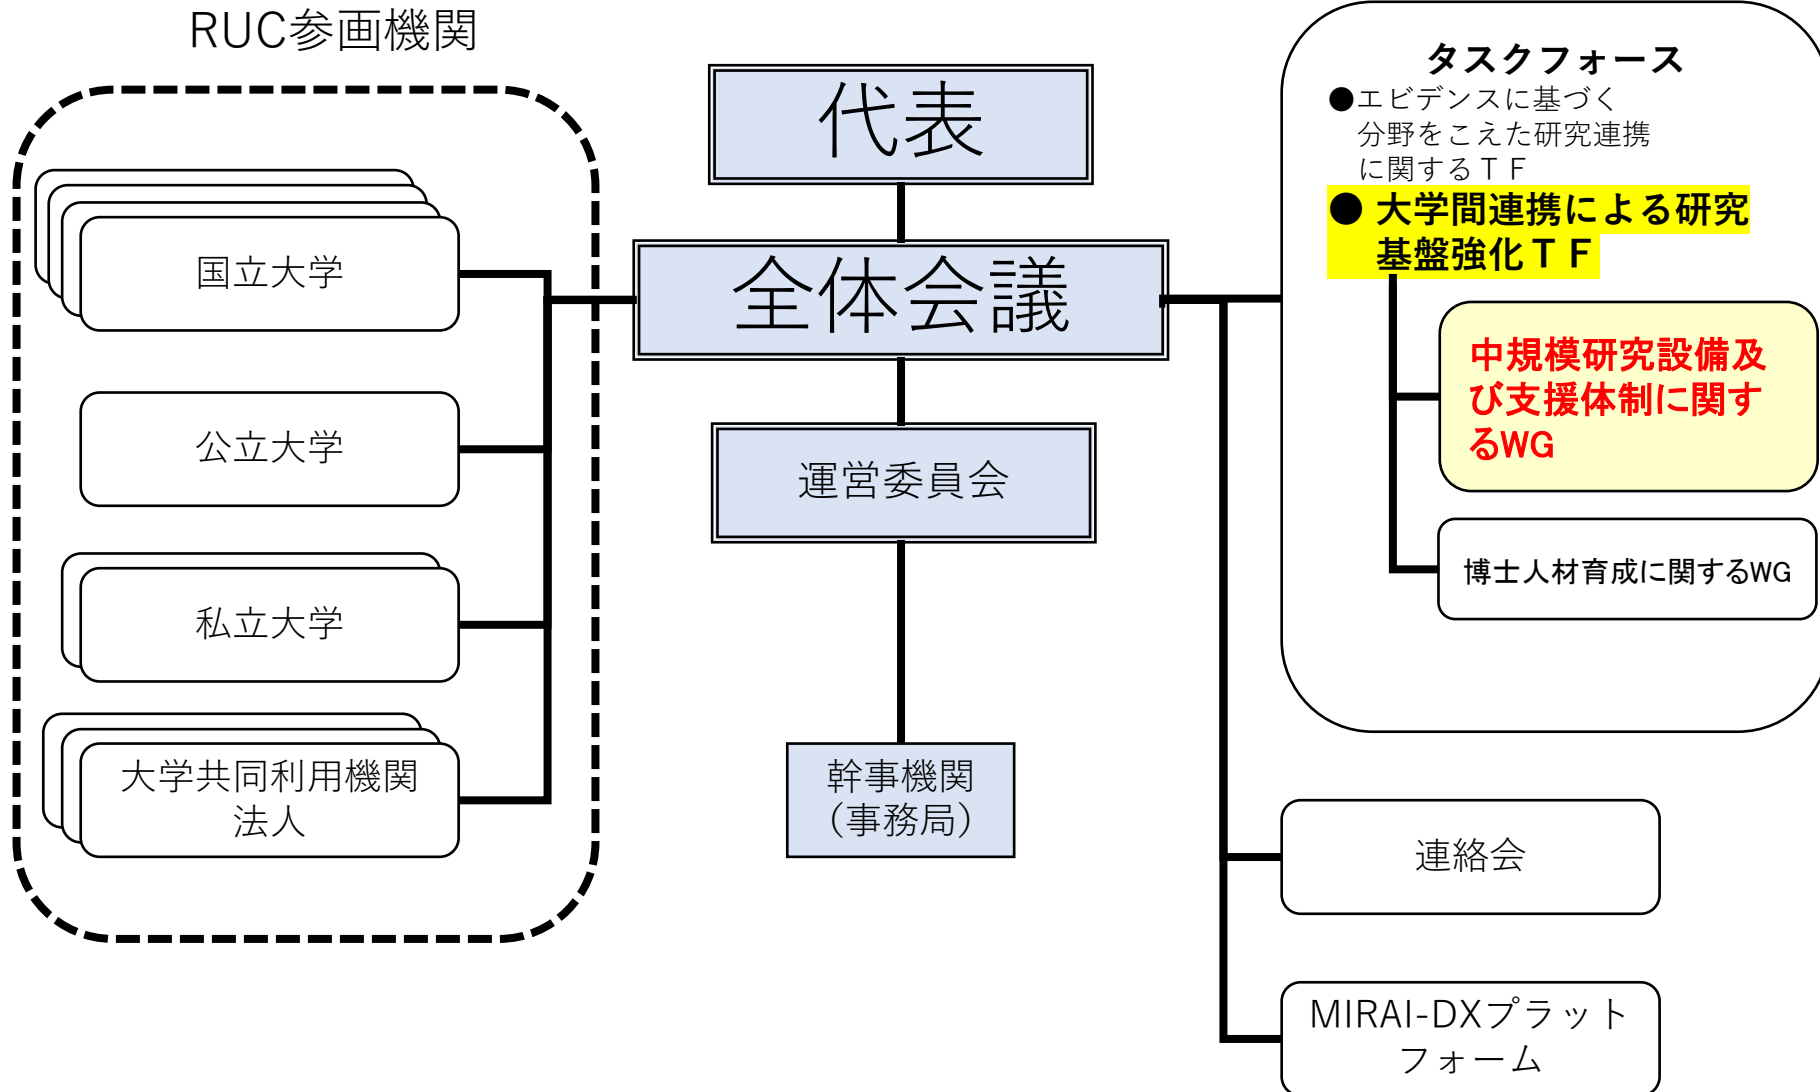 RUC参画機関
国立大学
公立大学
私立大学
大学共同利用機関
法人
代表
全体会議
運営委員会
幹事機関
（事務局）
タスクフォース
●エビデンスに基づく
分野をこえた研究連携
に関するＴＦ
● 大学間連携による研究
基盤強化ＴＦ
中規模研究設備及
び支援体制に関す
るWG
博士人材育成に関するWG
連絡会
MIRAI-DXプラット
フォーム